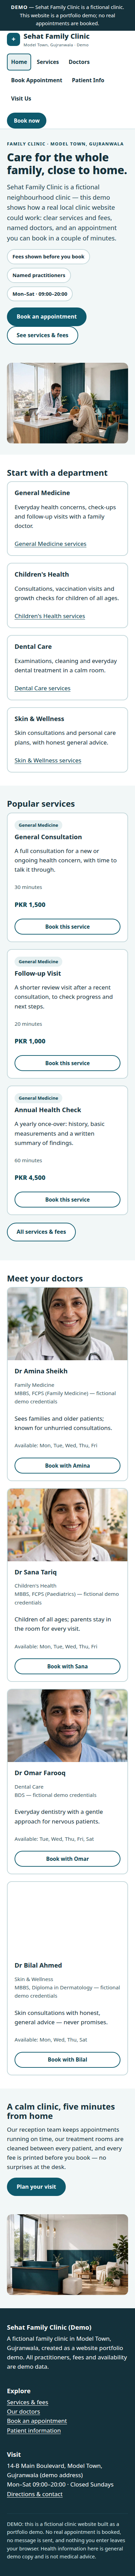 DEMO — Sehat Family Clinic is a fictional clinic.
This website is a portfolio demo; no real
appointments are booked.
Sehat Family Clinic
Model Town, Gujranwala · Demo
Home Services Doctors
Book Appointment Patient Info
Visit Us
Book now
FAMILY CLINIC · MODEL TOWN, GUJRANWALA
Care for the whole
family, close to home.
Sehat Family Clinic is a fictional
neighbourhood clinic — this demo shows
how a real local clinic website
could work: clear services and fees,
named doctors, and appointments
you can book in a couple of minutes.
Fees shown before you book
Named practitioners
Mon–Sat · 09:00–20:00
Book an appointment
See services & fees
Start with a department
General Medicine
Everyday health concerns, check-ups
and follow-up visits with a family
doctor.
General Medicine services
Children's Health
Consultations, vaccination visits and
growth checks for children of all ages.
Children's Health services
Dental Care
Examinations, cleaning and everyday
dental treatment in a calm room.
Dental Care services
Skin & Wellness
Skin consultations and personal care
plans, with honest general advice.
Skin & Wellness services
Popular services
General Medicine
General Consultation
A full consultation for a new or
ongoing health concern, with time to
talk it through.
30 minutes
PKR 1,500
Book this service
General Medicine
Follow-up Visit
A shorter review visit after a recent
consultation, to check progress and
next steps.
20 minutes
PKR 1,000
Book this service
General Medicine
Annual Health Check
A yearly once-over: history, basic
measurements and a written
summary of findings.
60 minutes
PKR 4,500
Book this service
All services & fees
Meet your doctors
Dr Amina Sheikh
Family Medicine
MBBS, FCPS (Family Medicine) — fictional
demo credentials
Sees families and older patients;
known for unhurried consultations.
Available: Mon, Tue, Wed, Thu, Fri
Book with Amina
Dr Sana Tariq
Children's Health
MBBS, FCPS (Paediatrics) — fictional demo
credentials
Children of all ages; parents stay in
the room for every visit.
Available: Mon, Tue, Wed, Thu, Fri
Book with Sana
Dr Omar Farooq
Dental Care
BDS — fictional demo credentials
Everyday dentistry with a gentle
approach for nervous patients.
Available: Tue, Wed, Thu, Fri, Sat
Book with Omar
Dr Bilal Ahmed
Skin & Wellness
MBBS, Diploma in Dermatology — fictional
demo credentials
Skin consultations with honest,
general advice — never promises.
Available: Mon, Wed, Thu, Sat
Book with Bilal
A calm clinic, five minutes
from home
Our reception team keeps appointments
running on time, our treatment rooms are
cleaned between every patient, and every
fee is printed before you book — no
surprises at the desk.
Plan your visit
Sehat Family Clinic (Demo)
A fictional family clinic in Model Town,
Gujranwala, created as a website portfolio
demo. All practitioners, fees and availability
are demo data.
Explore
Services & fees
Our doctors
Book an appointment
Patient information
Visit
14-B Main Boulevard, Model Town,
Gujranwala (demo address)
Mon–Sat 09:00–20:00 · Closed Sundays
Directions & contact
DEMO: this is a fictional clinic website built as a
portfolio demo. No real appointment is booked,
no message is sent, and nothing you enter leaves
your browser. Health information here is general
demo copy and is not medical advice.